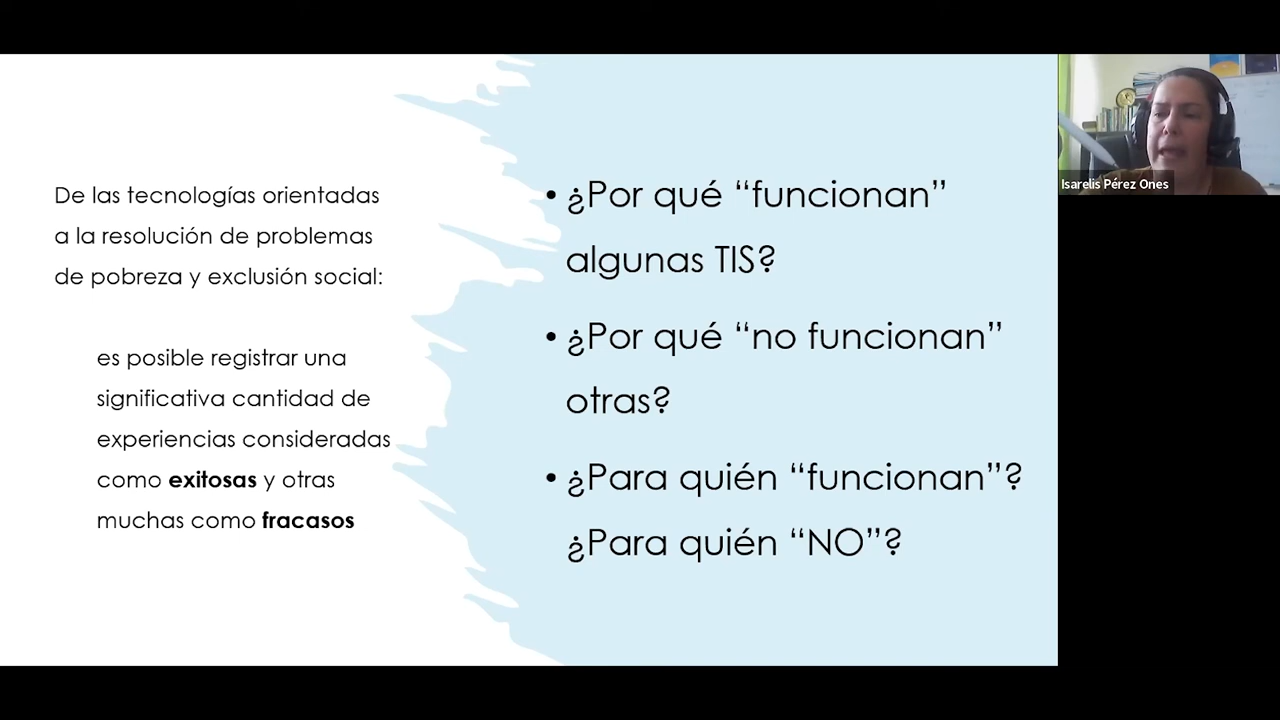 De las tecnologías orientadas
a la resolución de problemas
de pobreza y exclusión social:
es posible registrar una
significativa cantidad de
experiencias consideradas
como exitosas y otras
muchas como fracasos
• ¿Por qué “funcionan”
algunas TIS?
• ¿Por qué “no funcionan”
otras?
• ¿Para quién “funcionan”?
¿Para quién “NO”?
Isarelis Pérez Ones